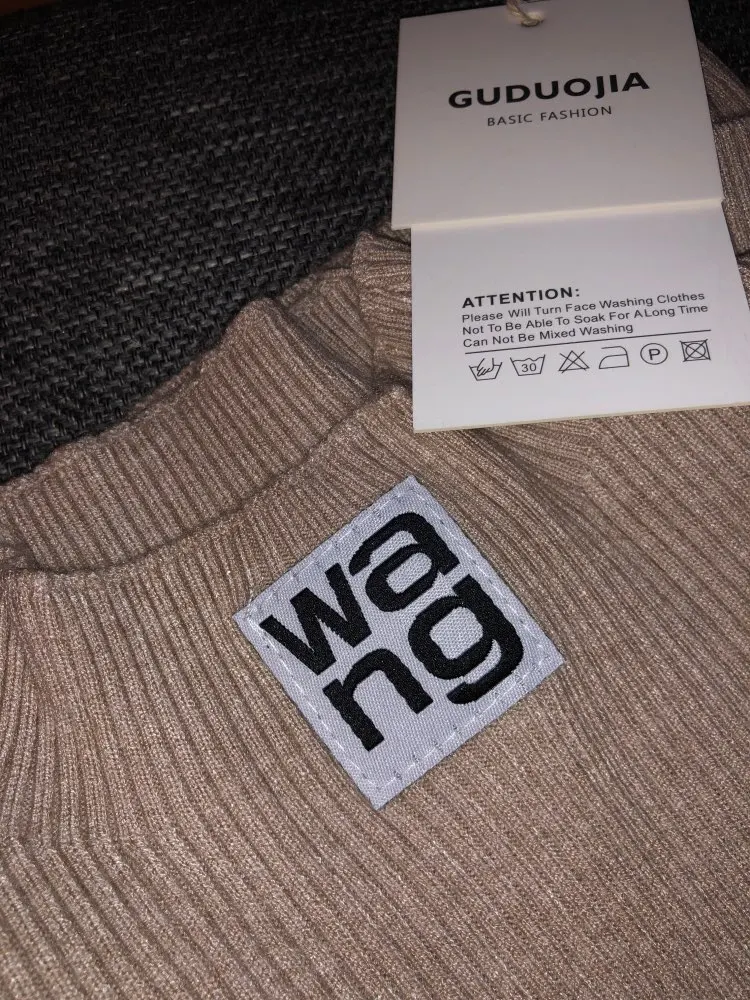 GUDUOJIA
BASIC FASHION
ATTENTION:
Please Will Turn Face Washing Clothes
Not To Be Able To Soak For A Long Time
Can Not Be Mixed Washing
30
P
wa
ng